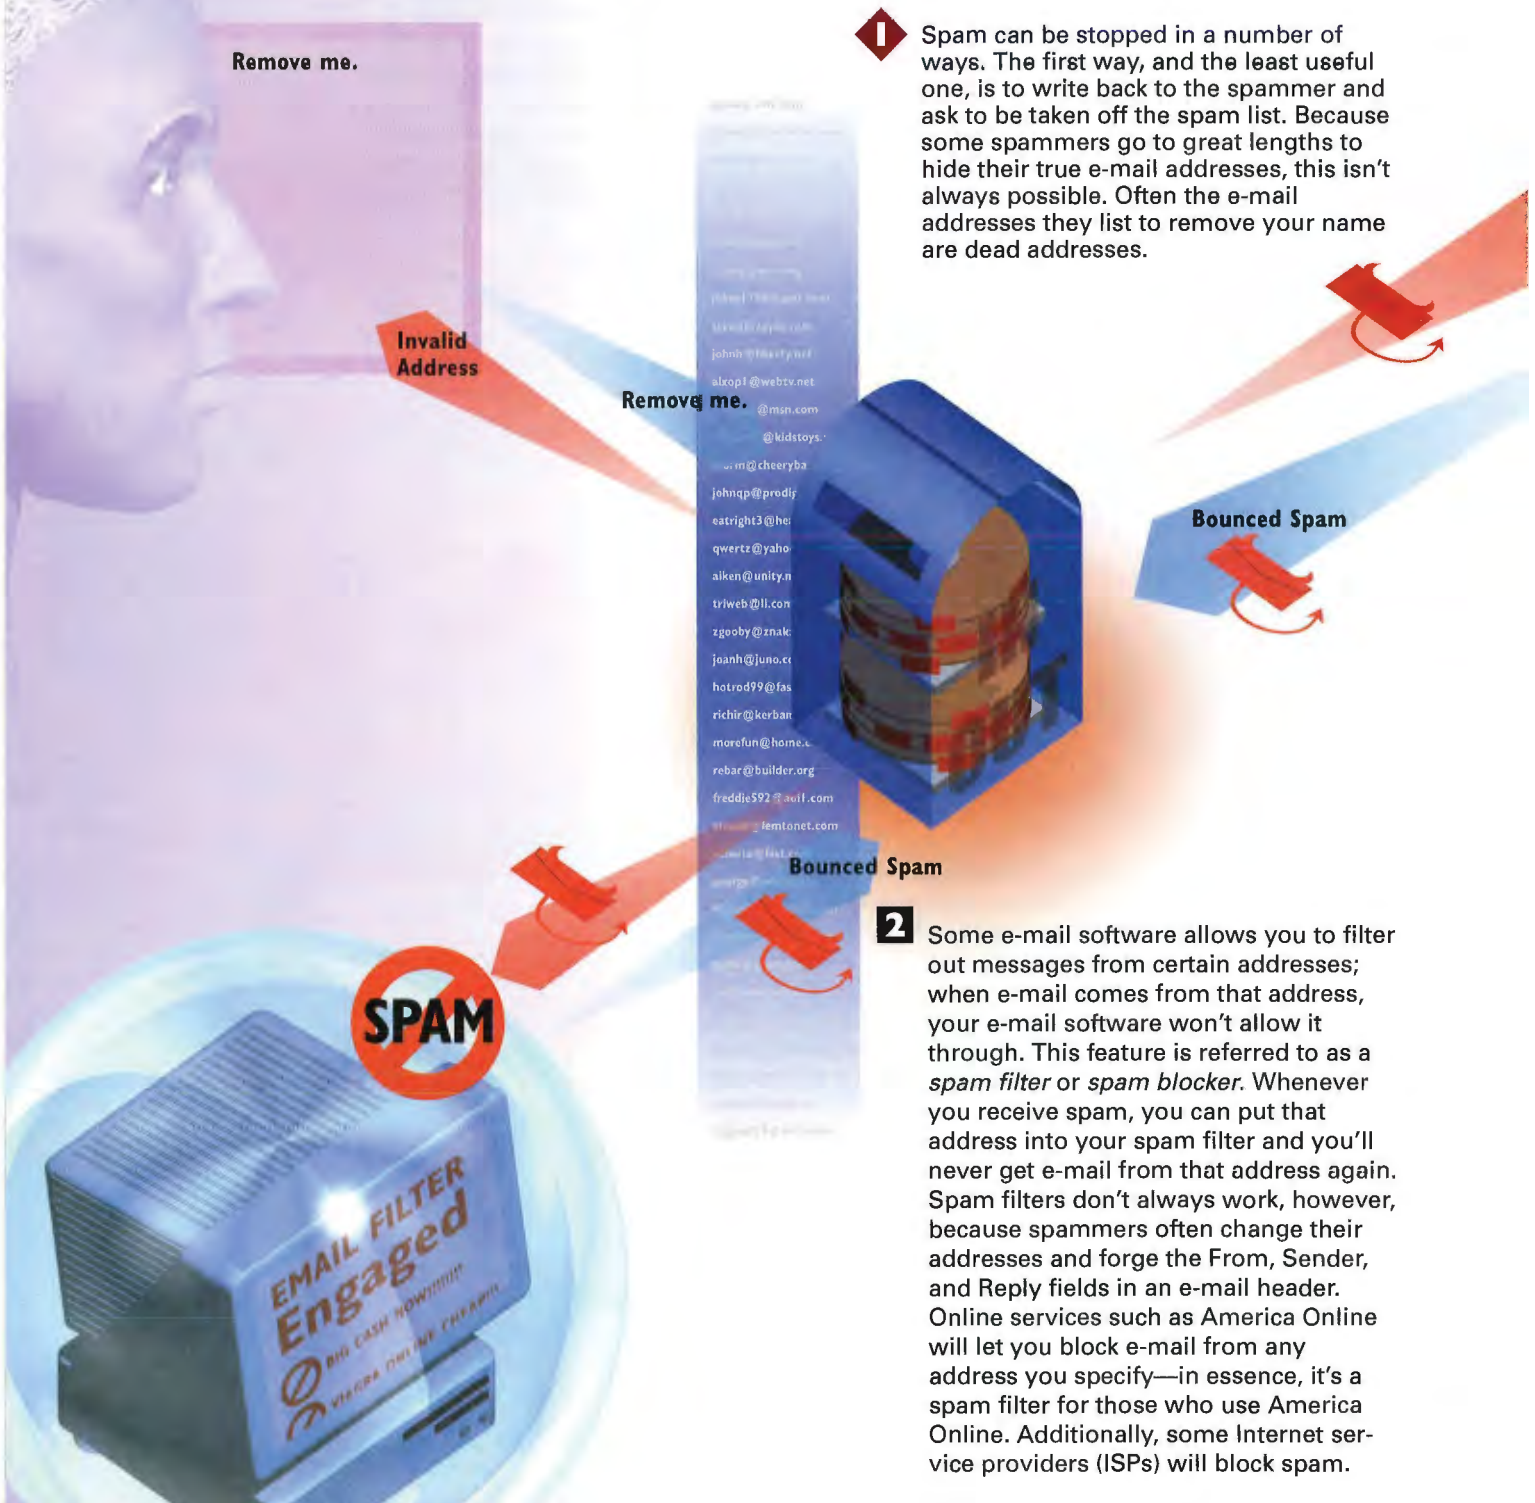 Remove me.
1
Spam can be stopped in a number of
ways. The first way, and the least useful
one, is to write back to the spammer and
ask to be taken off the spam list. Because
some spammers go to great lengths to
hide their true e-mail addresses, this isn't
always possible. Often the e-mail
addresses they list to remove your name
are dead addresses.
Invalid
Address
Remove me.
alxop1@webtv.net
@msn.com
@kidstoys.
johnqp@prodig
eatright3@he
qwertz@yaho
aiken@unity.n
triweb@ll.con
zgooby@znak
joanh@juno.co
hotrod99@fas
richir@kerban
morefun@home.c
rebar@builder.org
femtonet.com
Bounced Spam
Bounced Spam
SPAM
EMAIL FILTER
Engaged
BIG CASH NOW!!!!!!!
VIAGRA ONLINE CHEAP!!!
2
Some e-mail software allows you to filter
out messages from certain addresses;
when e-mail comes from that address,
your e-mail software won't allow it
through. This feature is referred to as a
spam filter or spam blocker. Whenever
you receive spam, you can put that
address into your spam filter and you'll
never get e-mail from that address again.
Spam filters don't always work, however,
because spammers often change their
addresses and forge the From, Sender,
and Reply fields in an e-mail header.
Online services such as America Online
will let you block e-mail from any
address you specify—in essence, it's a
spam filter for those who use America
Online. Additionally, some Internet ser-
vice providers (ISPs) will block spam.